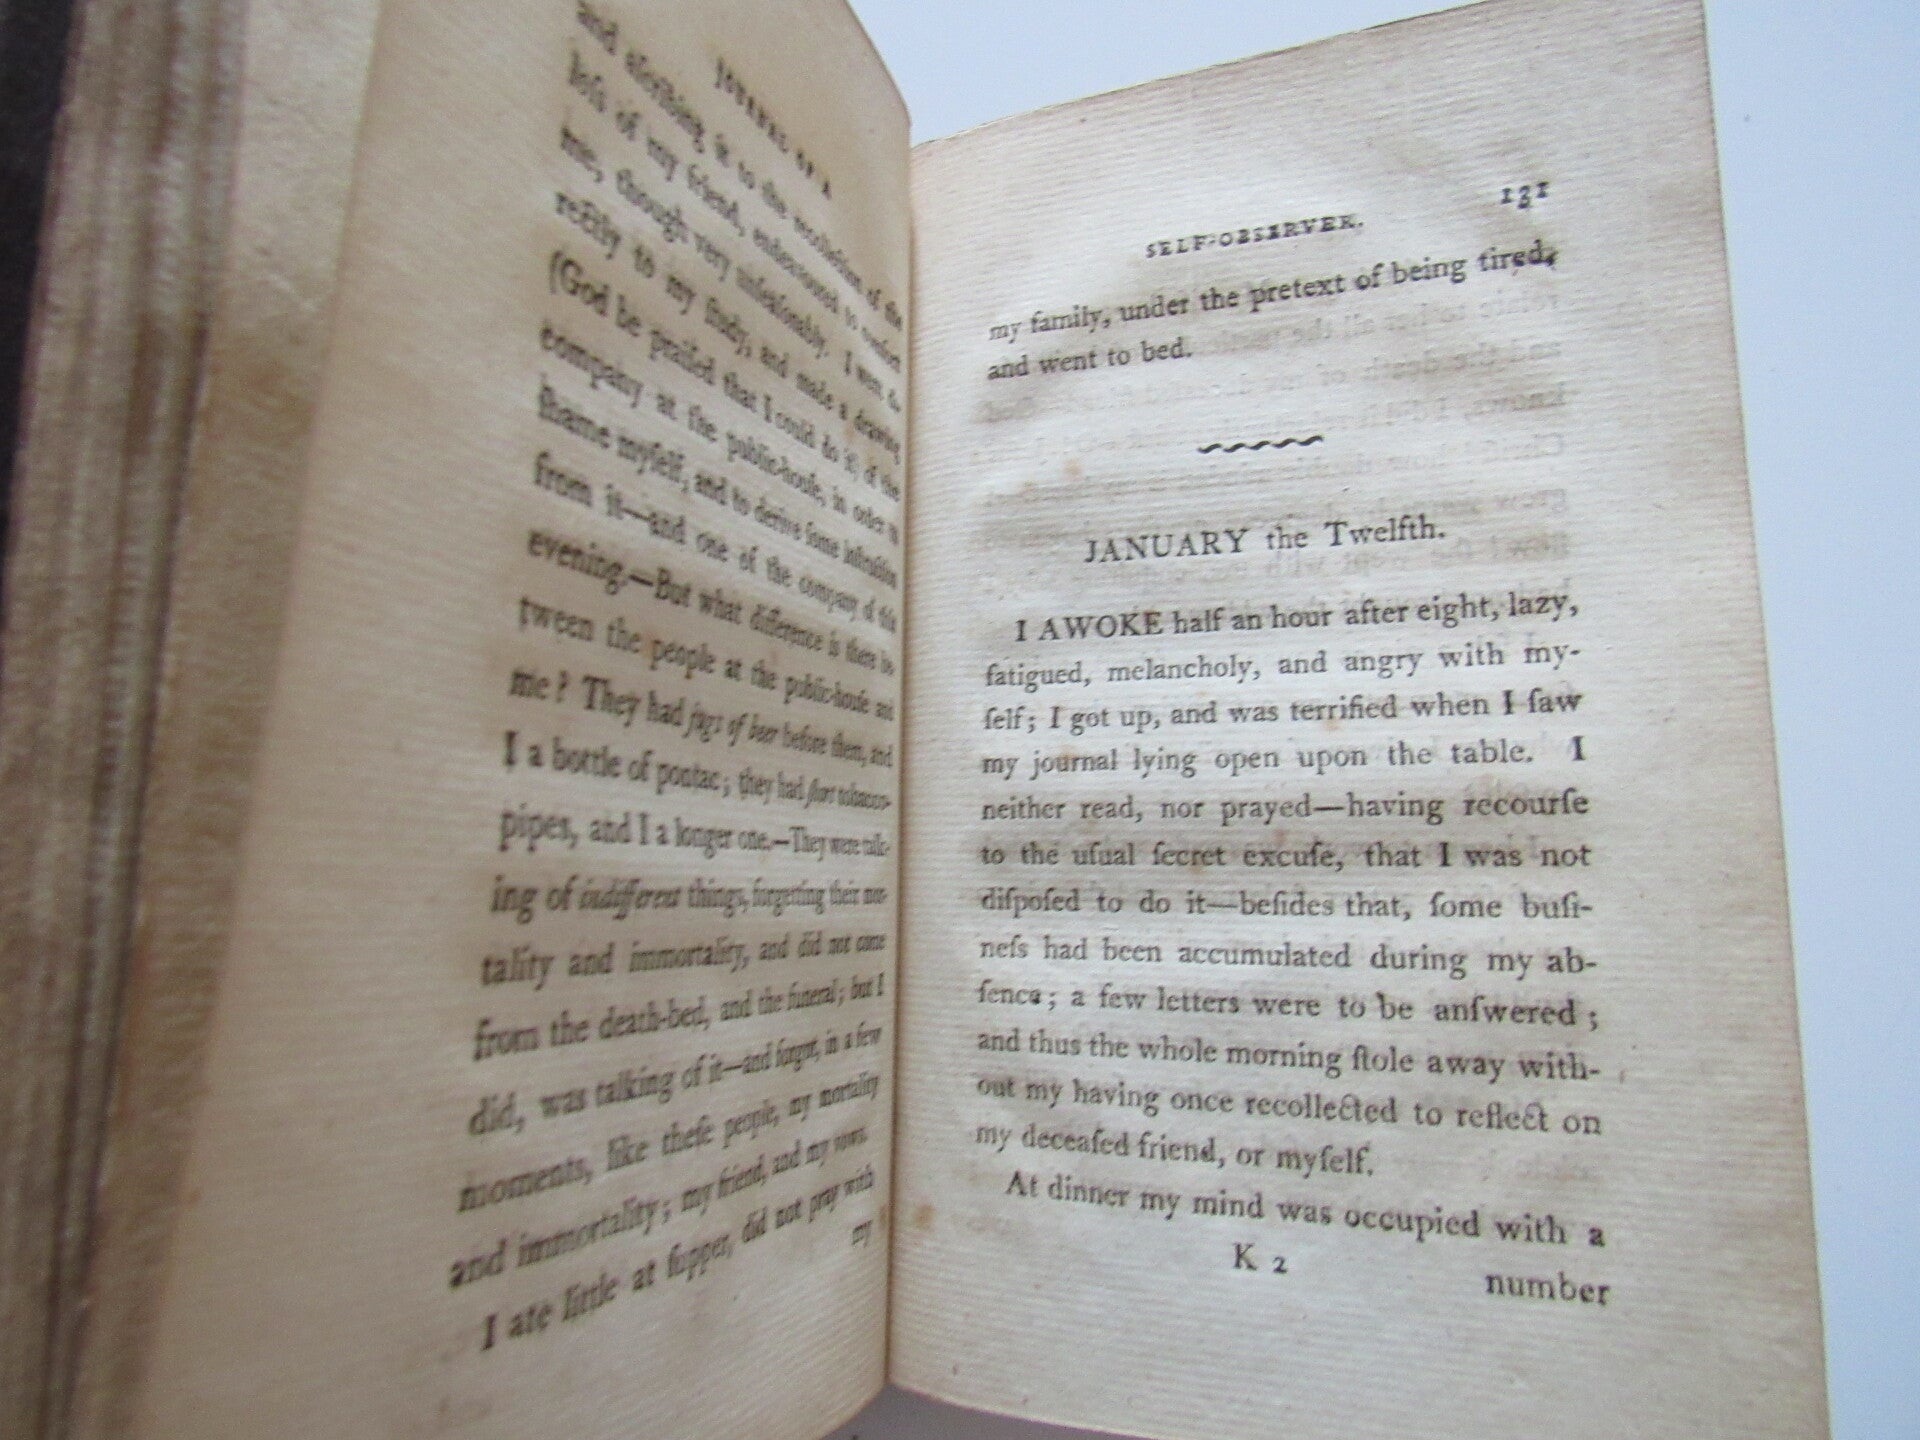 JOURNAL OF A
and aſcribing it to the recollection of the
loſs of my friend, endeavoured to comfort
me, though very unſeaſonably. I went di-
rectly to my ſtudy, and made a drawing
(God be praiſed that I could do it) of the
company at the public-houſe, in order to
ſhame myſelf, and to derive ſome inſtruction
from it—and one of the company of this
evening.—But what difference is there be-
tween the people at the public-houſe and
me? They had jugs of beer before them, and
I a bottle of pontac; they had ſhort tobacco-
pipes, and I a longer one.—They were talk-
ing of indifferent things, forgetting their mor-
tality and immortality, and did not come
from the death-bed, and the funeral; but I
did, was talking of it—and forgot, in a few
moments, like theſe people, my mortality
and immortality; my friend, and my vows.
I ate little at ſupper, did not pray with
my
SELF-OBSERVER. 131
my family, under the pretext of being tired,
and went to bed.
JANUARY the Twelfth.
I AWOKE half an hour after eight, lazy,
fatigued, melancholy, and angry with my-
ſelf; I got up, and was terrified when I ſaw
my journal lying open upon the table. I
neither read, nor prayed—having recourſe
to the uſual ſecret excuſe, that I was not
diſpoſed to do it—beſides that, ſome buſi-
neſs had been accumulated during my ab-
ſence; a few letters were to be anſwered;
and thus the whole morning ſtole away with-
out my having once recollected to reflect on
my deceaſed friend, or myſelf.
At dinner my mind was occupied with a
K 2
number